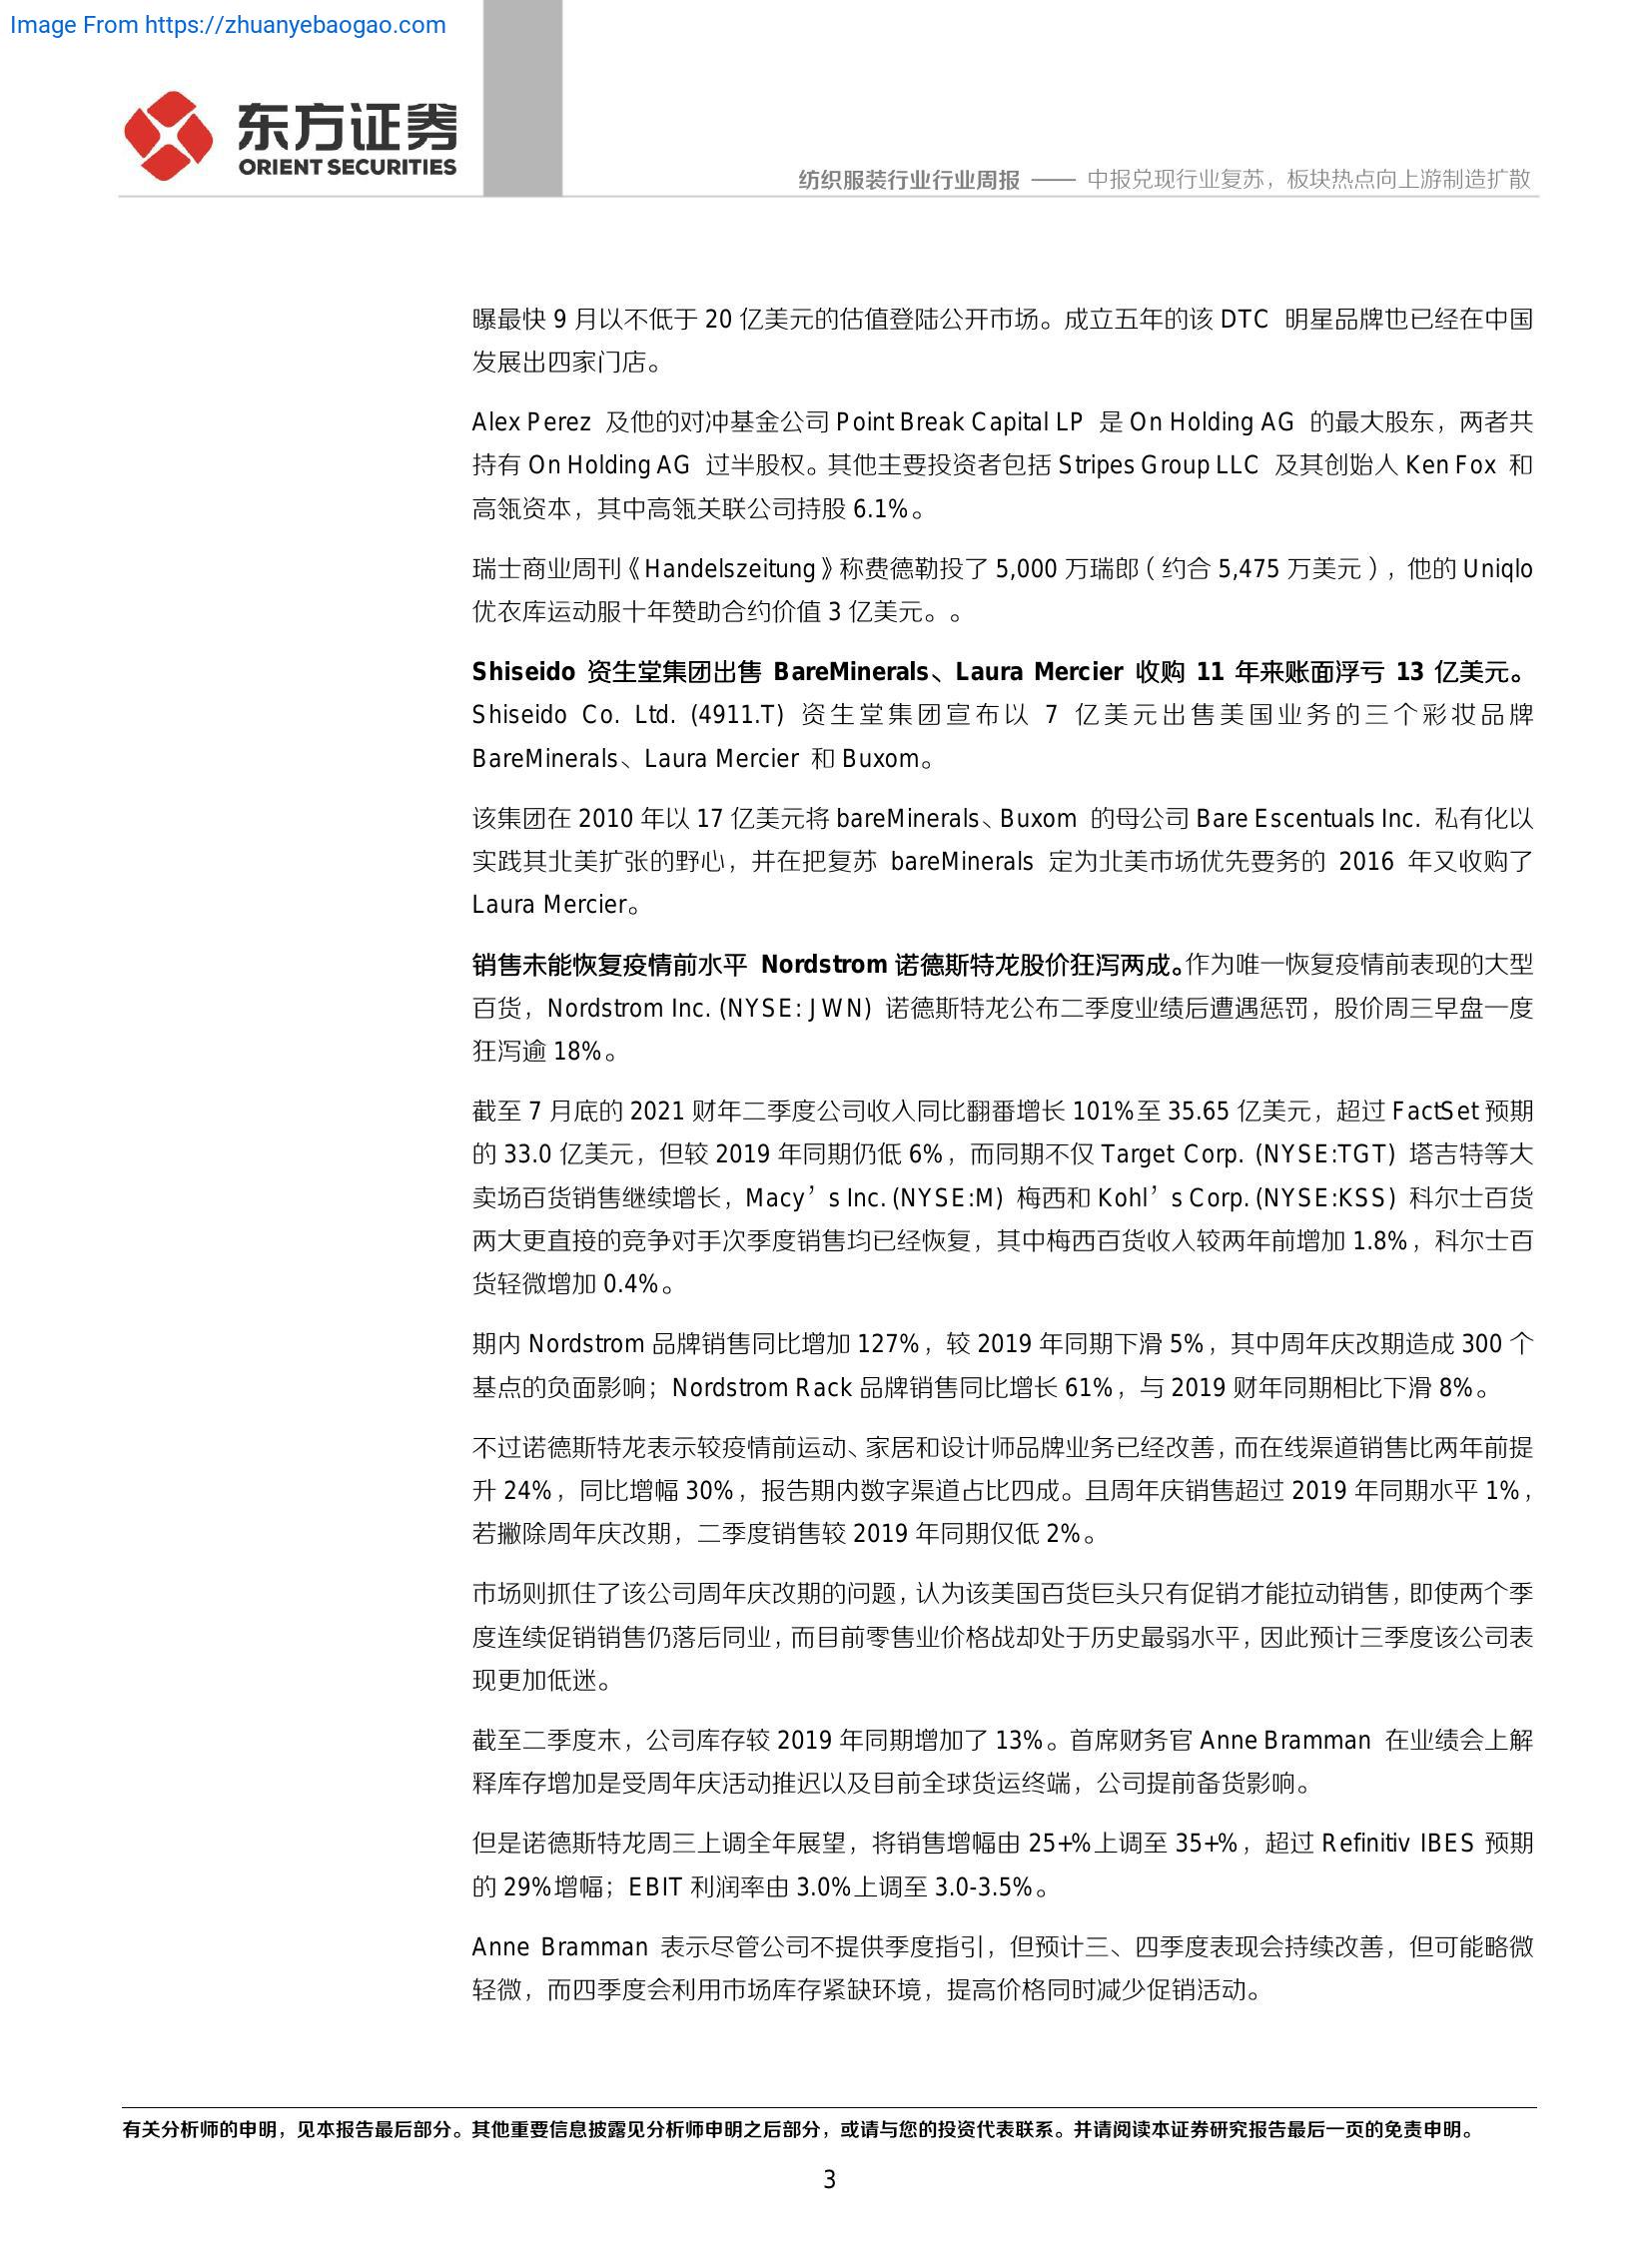 Image From https://zhuanyebaogao.com
东方证券
ORIENT SECURITIES
纺织服装行业行业周报 —— 中报兑现行业复苏，板块热点向上游制造扩散
曝最快 9 月以不低于 20 亿美元的估值登陆公开市场。成立五年的该 DTC 明星品牌也已经在中国
发展出四家门店。
Alex Perez 及他的对冲基金公司 Point Break Capital LP 是 On Holding AG 的最大股东，两者共
持有 On Holding AG 过半股权。其他主要投资者包括 Stripes Group LLC 及其创始人 Ken Fox 和
高瓴资本，其中高瓴关联公司持股 6.1%。
瑞士商业周刊《Handelszeitung》称费德勒投了 5,000 万瑞郎（约合 5,475 万美元），他的 Uniqlo
优衣库运动服十年赞助合约价值 3 亿美元。。
Shiseido 资生堂集团出售 BareMinerals、Laura Mercier 收购 11 年来账面浮亏 13 亿美元。
Shiseido Co. Ltd. (4911.T) 资生堂集团宣布以 7 亿美元出售美国业务的三个彩妆品牌
BareMinerals、Laura Mercier 和 Buxom。
该集团在 2010 年以 17 亿美元将 bareMinerals、Buxom 的母公司 Bare Escentuals Inc. 私有化以
实践其北美扩张的野心，并在把复苏 bareMinerals 定为北美市场优先要务的 2016 年又收购了
Laura Mercier。
销售未能恢复疫情前水平 Nordstrom 诺德斯特龙股价狂泻两成。作为唯一恢复疫情前表现的大型
百货，Nordstrom Inc. (NYSE: JWN) 诺德斯特龙公布二季度业绩后遭遇惩罚，股价周三早盘一度
狂泻逾 18%。
截至 7 月底的 2021 财年二季度公司收入同比翻番增长 101%至 35.65 亿美元，超过 FactSet 预期
的 33.0 亿美元，但较 2019 年同期仍低 6%，而同期不仅 Target Corp. (NYSE:TGT) 塔吉特等大
卖场百货销售继续增长，Macy’s Inc. (NYSE:M) 梅西和 Kohl’s Corp. (NYSE:KSS) 科尔士百货
两大更直接的竞争对手次季度销售均已经恢复，其中梅西百货收入较两年前增加 1.8%，科尔士百
货轻微增加 0.4%。
期内 Nordstrom 品牌销售同比增加 127%，较 2019 年同期下滑 5%，其中周年庆改期造成 300 个
基点的负面影响；Nordstrom Rack 品牌销售同比增长 61%，与 2019 财年同期相比下滑 8%。
不过诺德斯特龙表示较疫情前运动、家居和设计师品牌业务已经改善，而在线渠道销售比两年前提
升 24%，同比增幅 30%，报告期内数字渠道占比四成。且周年庆销售超过 2019 年同期水平 1%，
若撇除周年庆改期，二季度销售较 2019 年同期仅低 2%。
市场则抓住了该公司周年庆改期的问题，认为该美国百货巨头只有促销才能拉动销售，即使两个季
度连续促销销售仍落后同业，而目前零售业价格战却处于历史最弱水平，因此预计三季度该公司表
现更加低迷。
截至二季度末，公司库存较 2019 年同期增加了 13%。首席财务官 Anne Bramman 在业绩会上解
释库存增加是受周年庆活动推迟以及目前全球货运终端，公司提前备货影响。
但是诺德斯特龙周三上调全年展望，将销售增幅由 25+%上调至 35+%，超过 Refinitiv IBES 预期
的 29%增幅；EBIT 利润率由 3.0%上调至 3.0-3.5%。
Anne Bramman 表示尽管公司不提供季度指引，但预计三、四季度表现会持续改善，但可能略微
轻微，而四季度会利用市场库存紧缺环境，提高价格同时减少促销活动。
有关分析师的申明，见本报告最后部分。其他重要信息披露见分析师申明之后部分，或请与您的投资代表联系。并请阅读本证券研究报告最后一页的免责申明。
3